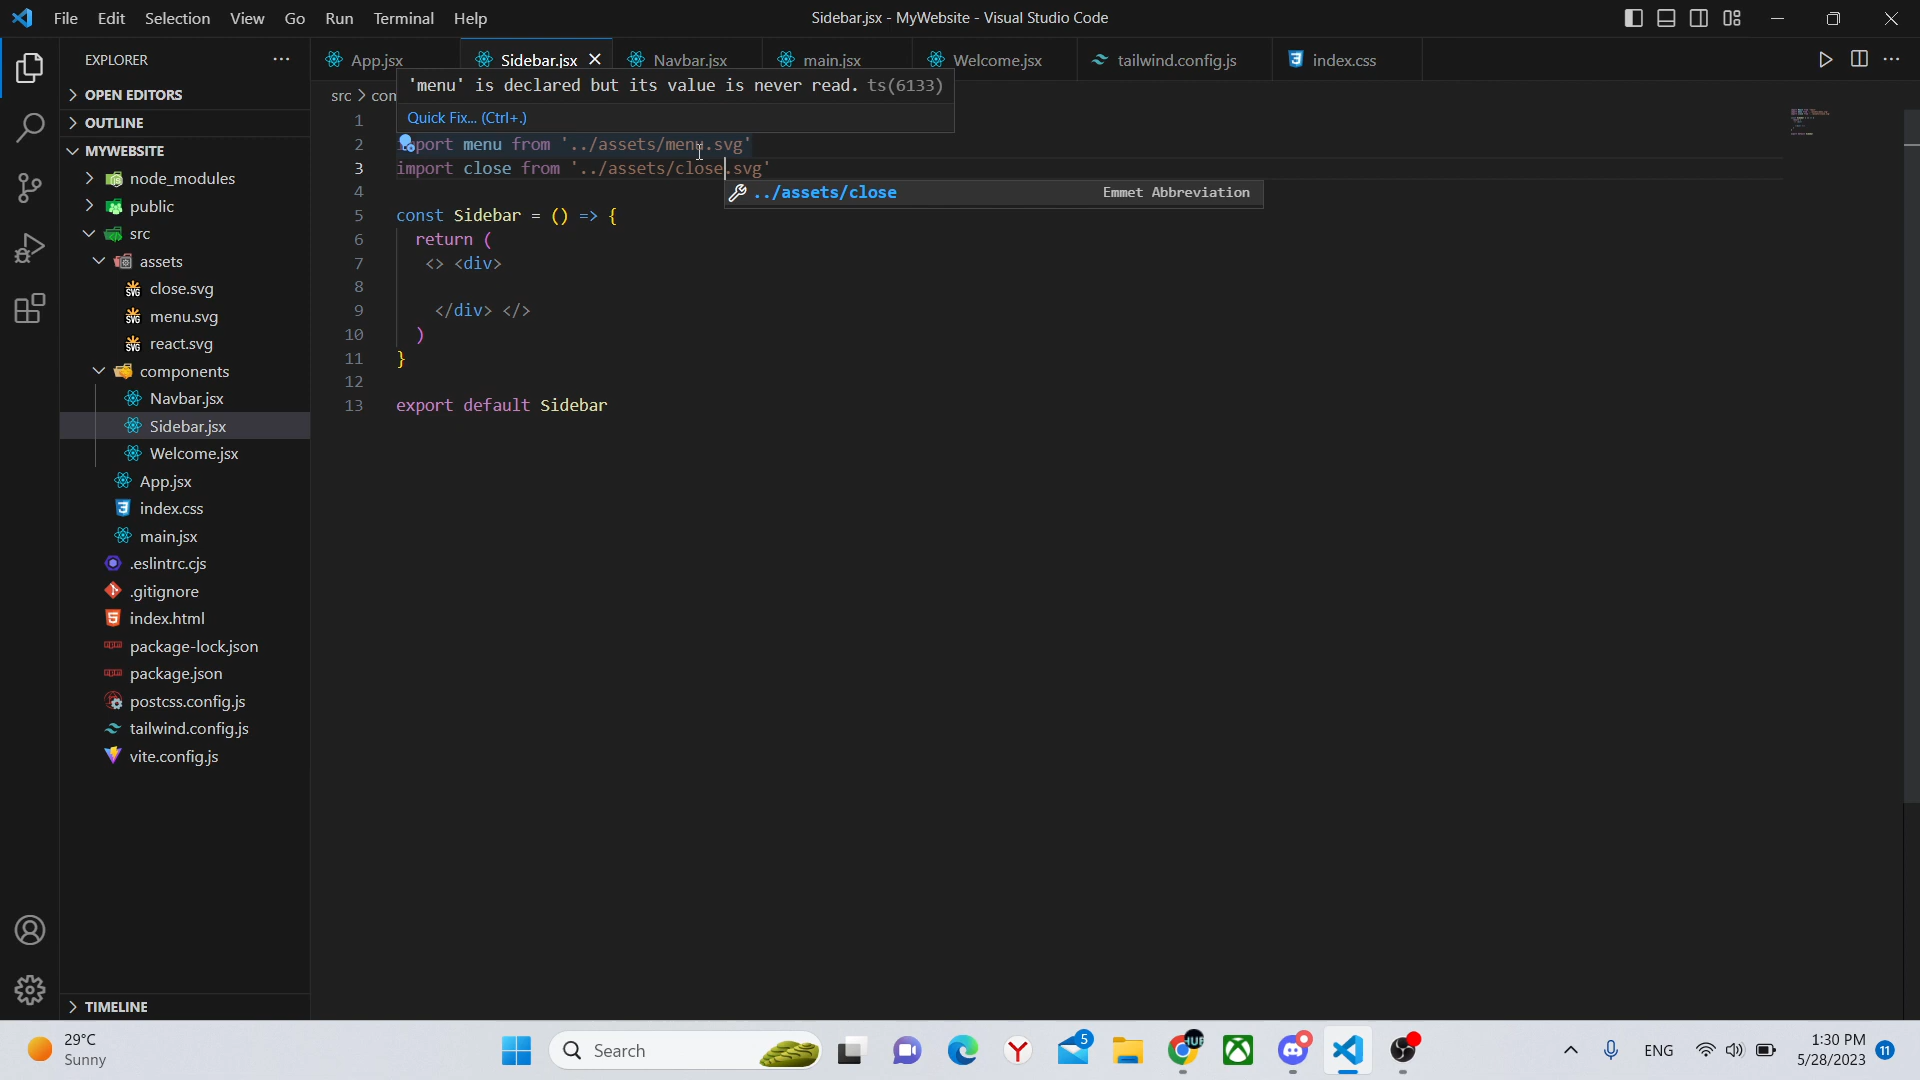 File Edit Selection View Go Run Terminal Help
Sidebar.jsx - MyWebsite - Visual Studio Code
EXPLORER
App.jsx Sidebar.jsx Navbar.jsx main.jsx Welcome.jsx tailwind.config.js index.css
OPEN EDITORS
OUTLINE
MYWEBSITE
node_modules
public
src
assets
close.svg
menu.svg
react.svg
components
Navbar.jsx
Sidebar.jsx
Welcome.jsx
App.jsx
index.css
main.jsx
.eslintrc.cjs
.gitignore
index.html
package-lock.json
package.json
postcss.config.js
tailwind.config.js
vite.config.js
TIMELINE
src > con
'menu' is declared but its value is never read. ts(6133)
Quick Fix... (Ctrl+.)
1
2 port menu from '../assets/menu.svg'
3 import close from '../assets/close.svg'
../assets/close Emmet Abbreviation
4
5 const Sidebar = () => {
6 return (
7 <> <div>
8
9 </div> </>
10 )
11 }
12
13 export default Sidebar
29°C
Sunny
Search
HUB
5
ENG
1:30 PM
5/28/2023
11